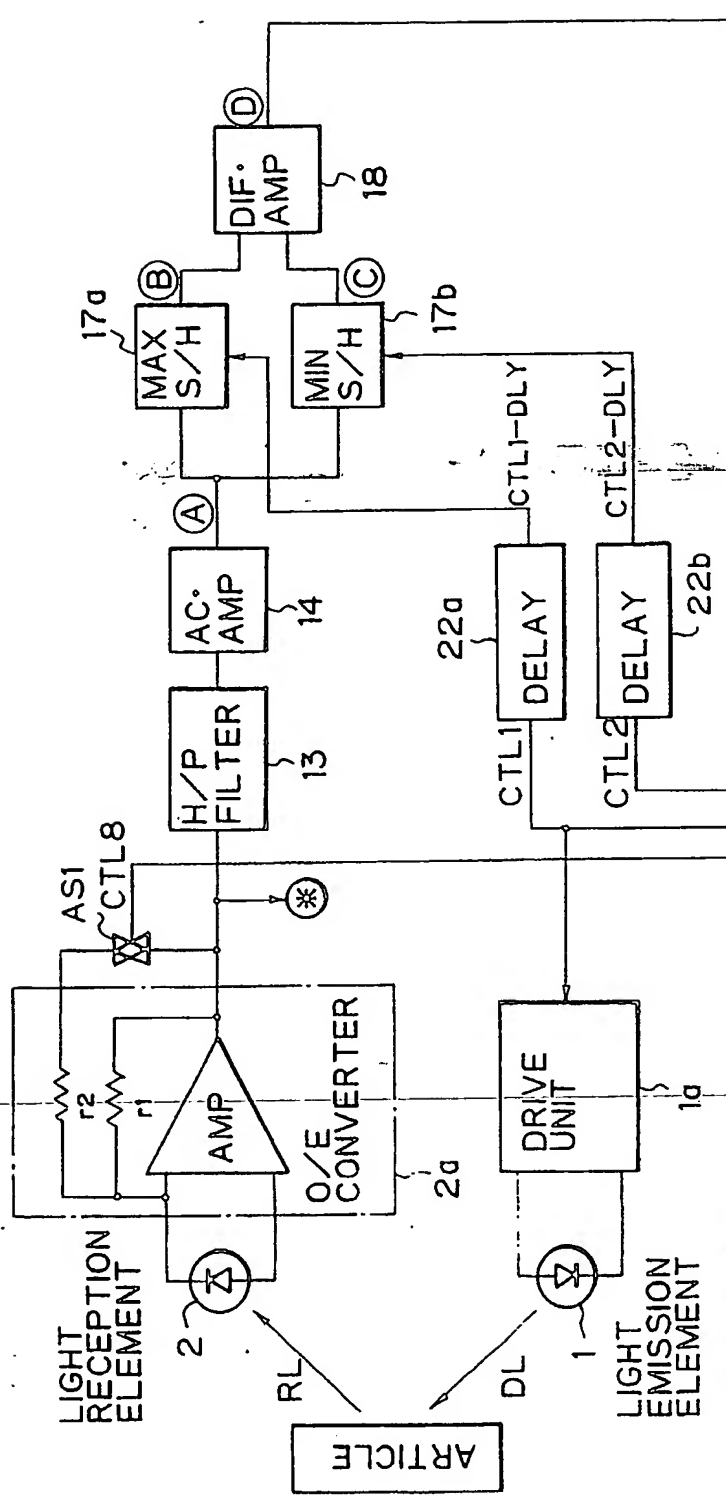 LIGHT
RECEPTION
ELEMENT
2
RL
ARTICLE
DL
1
LIGHT
EMISSION
ELEMENT
r2
r1
AMP
O/E
CONVERTER
2a
DRIVE
UNIT
1a
AS1
CTL8
H/P
FILTER
13
AC·
AMP
14
A
CTL1
DELAY
22a
CTL1-DLY
CTL2
DELAY
22b
CTL2-DLY
17a
MAX
S/H
B
MIN
S/H
17b
C
DIF·
AMP
18
D